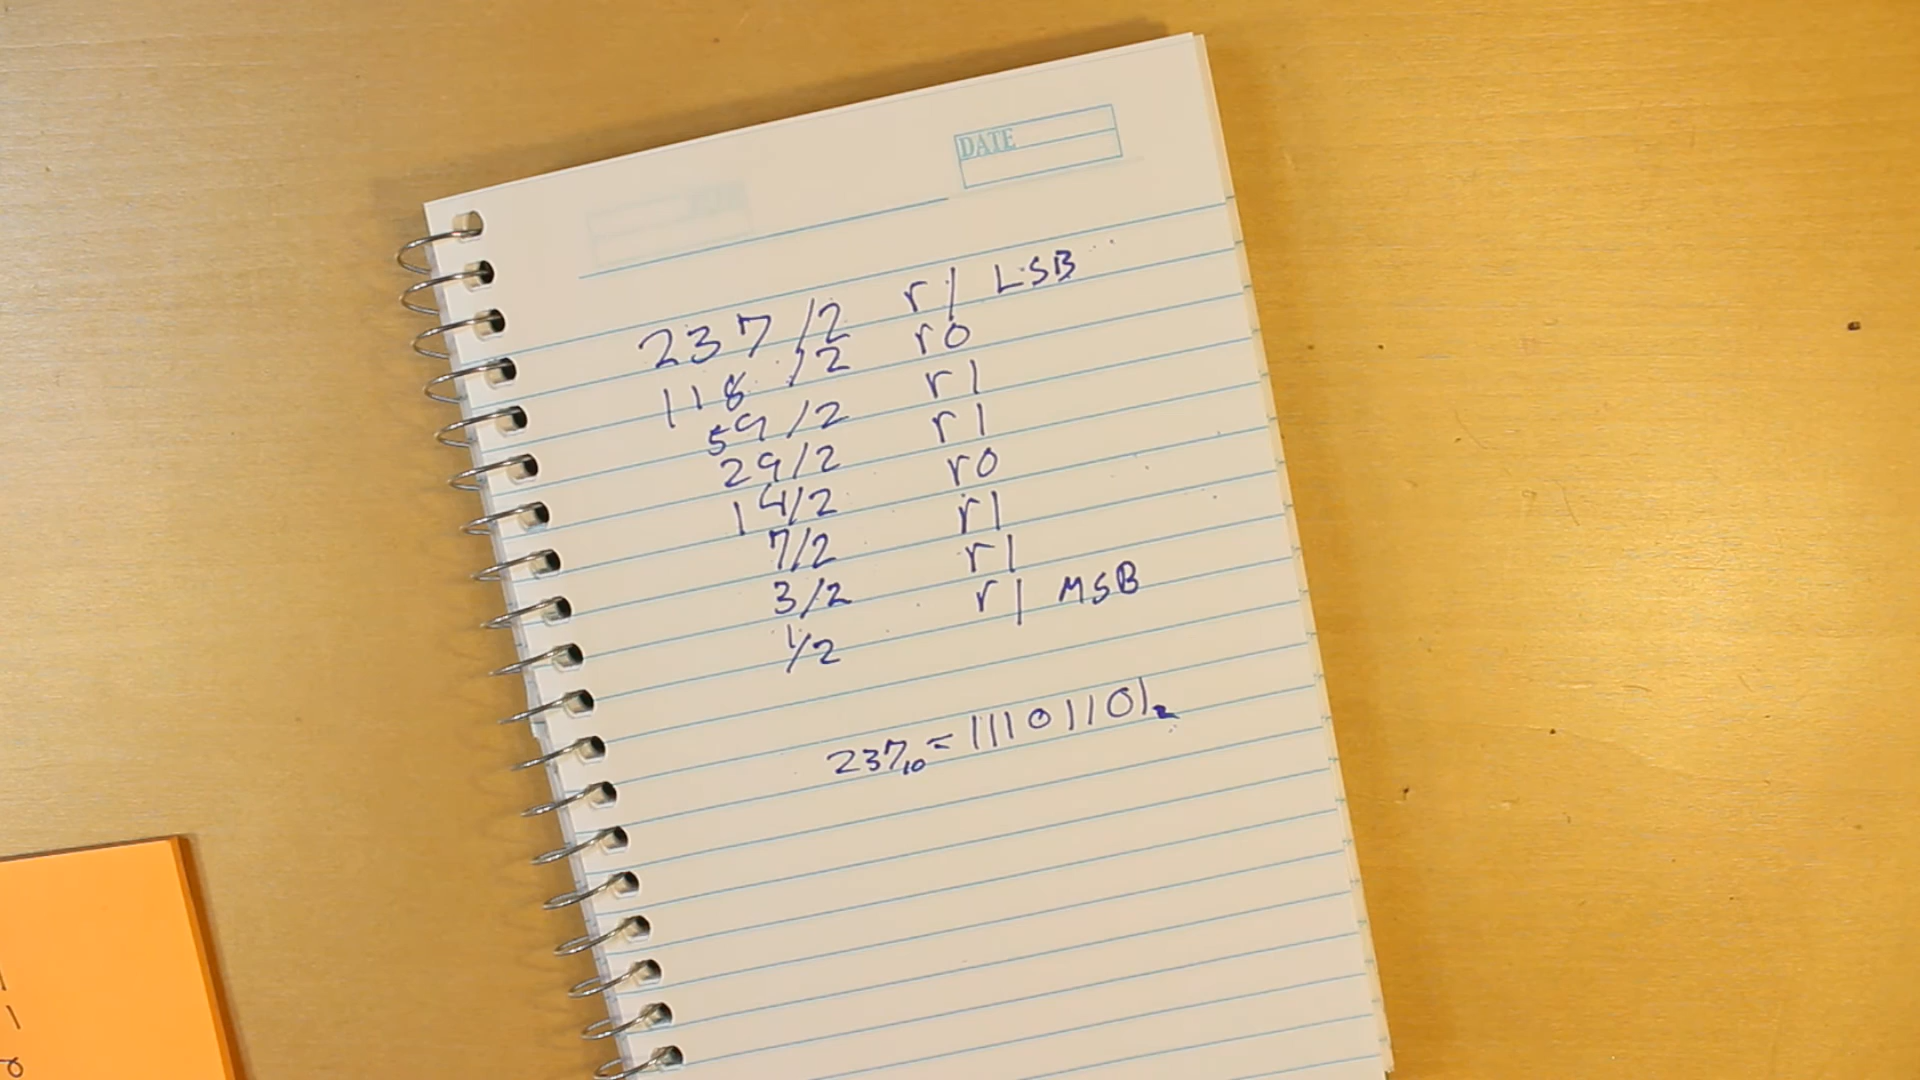 DATE
237/2 r1 LSB
118/2 r0
59/2 r1
29/2 r1
14/2 r0
7/2 r1
3/2 r1
1/2 r1 MSB
237₁₀ = 11101101₂